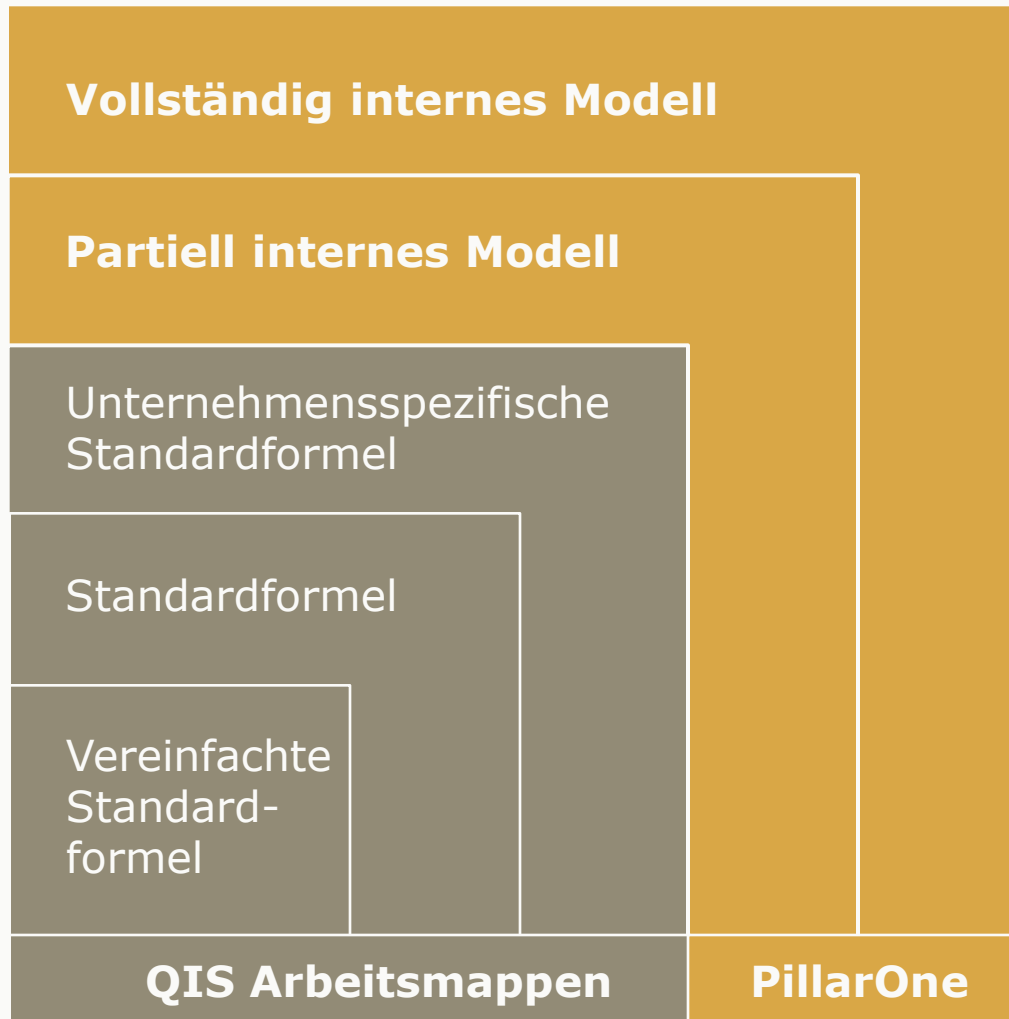 Vollständig internes Modell
Partiell internes Modell
Unternehmensspezifische
Standardformel
Standardformel
Vereinfachte
Standard-
formel
QIS Arbeitsmappen
PillarOne